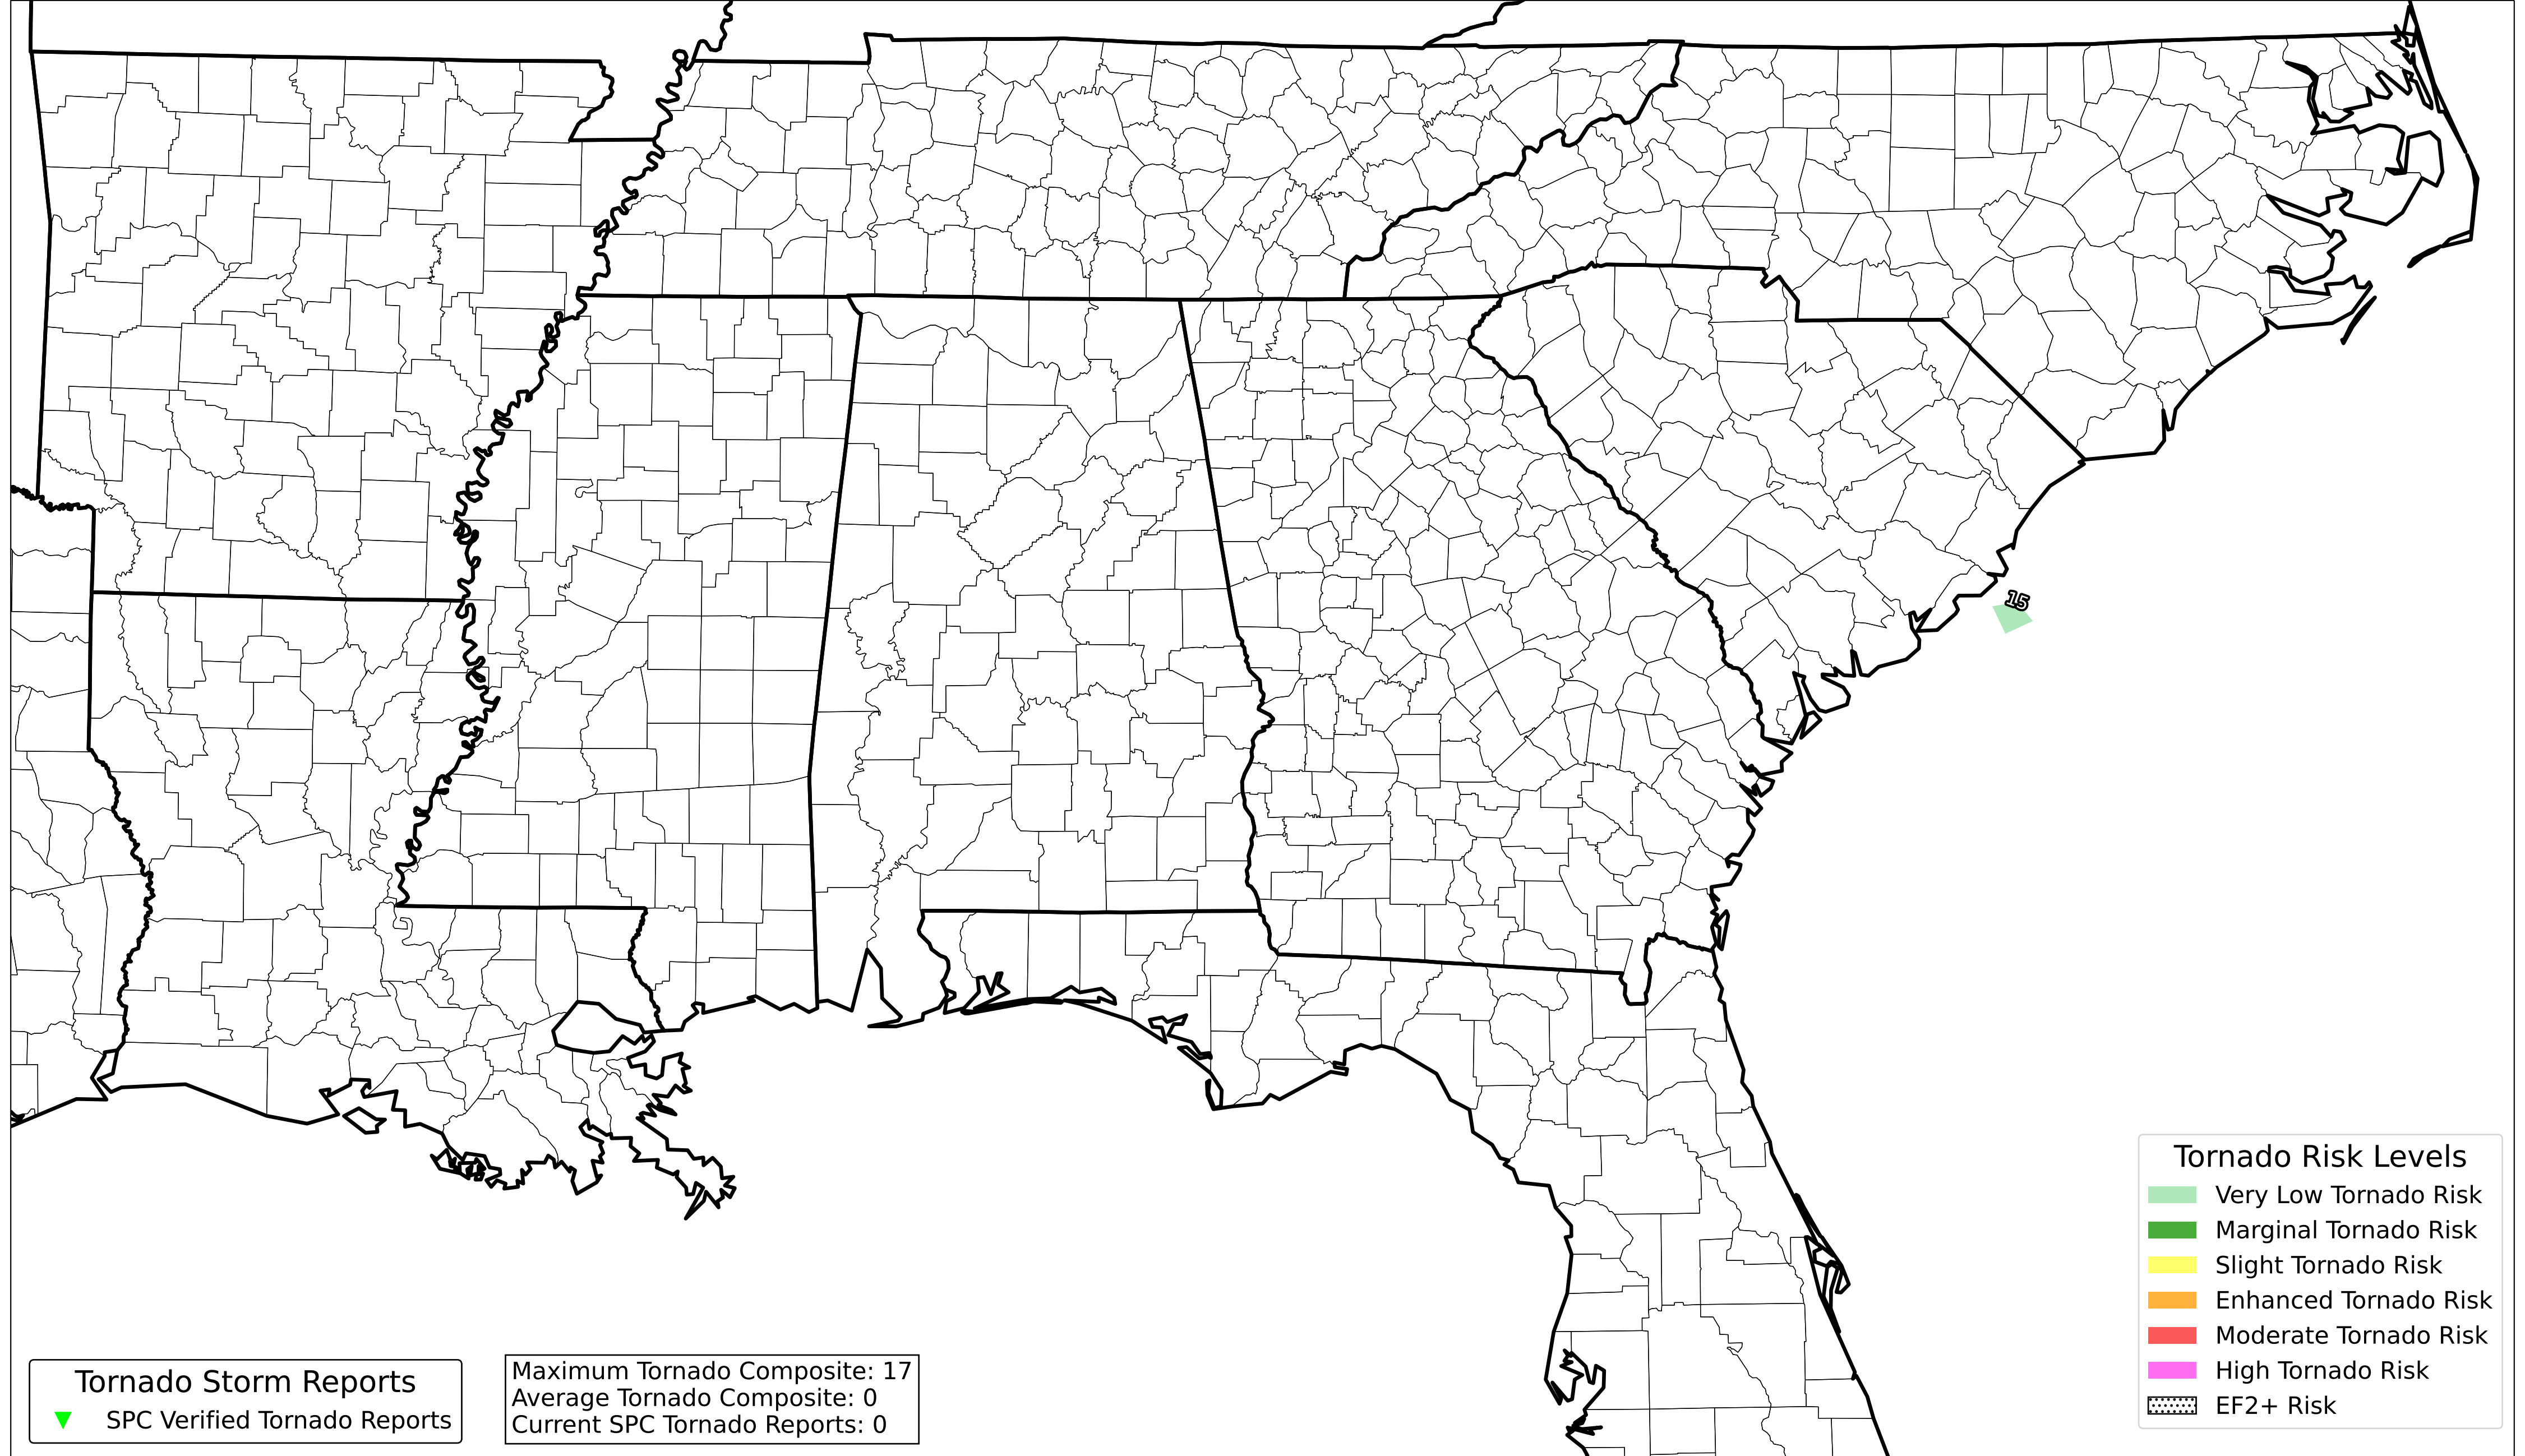 15
Tornado Risk Levels
Very Low Tornado Risk
Marginal Tornado Risk
Slight Tornado Risk
Enhanced Tornado Risk
Moderate Tornado Risk
High Tornado Risk
EF2+ Risk
Tornado Storm Reports
SPC Verified Tornado Reports
Maximum Tornado Composite: 17
Average Tornado Composite: 0
Current SPC Tornado Reports: 0